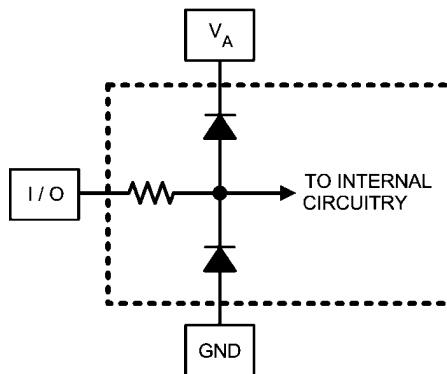 V_A
I / O
TO INTERNAL
CIRCUITRY
GND